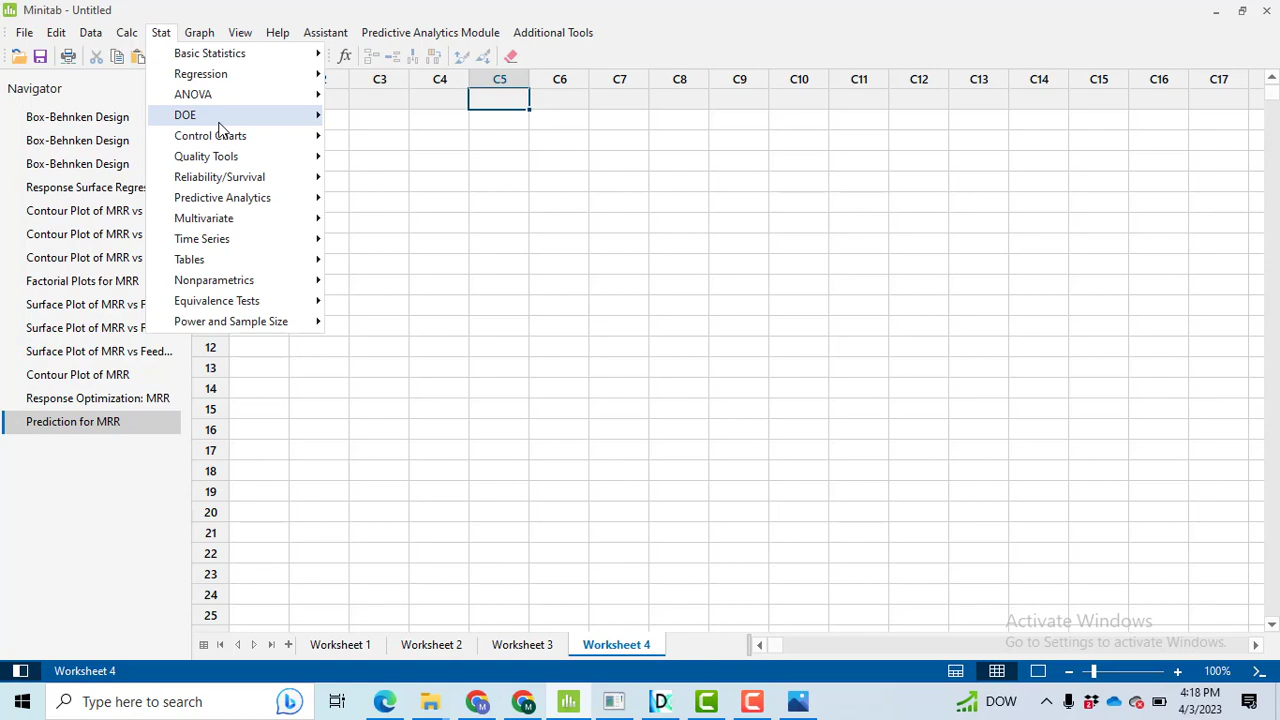 Minitab - Untitled
File Edit Data Calc Stat Graph View Help Assistant Predictive Analytics Module Additional Tools
Navigator
Box-Behnken Design
Box-Behnken Design
Box-Behnken Design
Response Surface Regre
Contour Plot of MRR vs
Contour Plot of MRR vs
Contour Plot of MRR vs
Factorial Plots for MRR
Surface Plot of MRR vs F
Surface Plot of MRR vs F
Surface Plot of MRR vs Feed...
Contour Plot of MRR
Response Optimization: MRR
Prediction for MRR
Basic Statistics
Regression
ANOVA
DOE
Control Charts
Quality Tools
Reliability/Survival
Predictive Analytics
Multivariate
Time Series
Tables
Nonparametrics
Equivalence Tests
Power and Sample Size
fx
C3 C4 C5 C6 C7 C8 C9 C10 C11 C12 C13 C14 C15 C16 C17
12
13
14
15
16
17
18
19
20
21
22
23
24
25
Activate Windows
Go to Settings to activate Windows.
Worksheet 1 Worksheet 2 Worksheet 3 Worksheet 4
Worksheet 4
100%
Type here to search
DOW
4:18 PM
4/3/2023